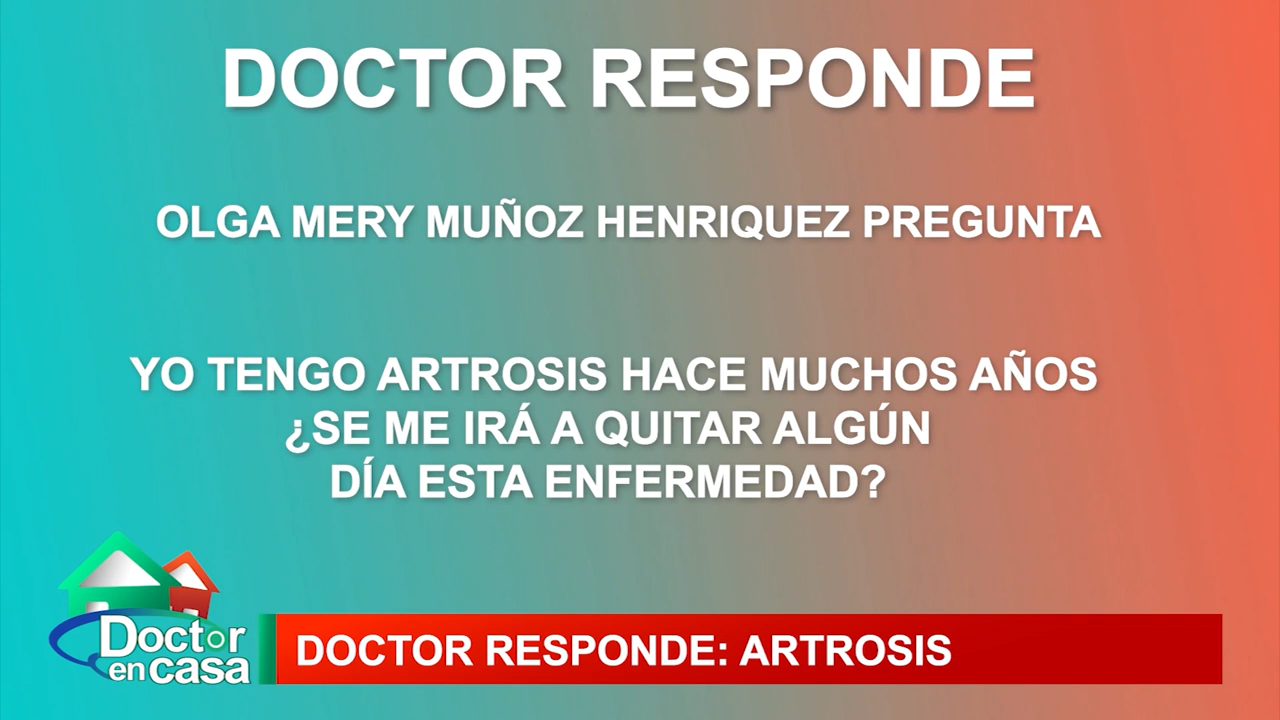 DOCTOR RESPONDE
OLGA MERY MUÑOZ HENRIQUEZ PREGUNTA
YO TENGO ARTROSIS HACE MUCHOS AÑOS
¿SE ME IRÁ A QUITAR ALGÚN
DÍA ESTA ENFERMEDAD?
Doctor
en casa
DOCTOR RESPONDE: ARTROSIS